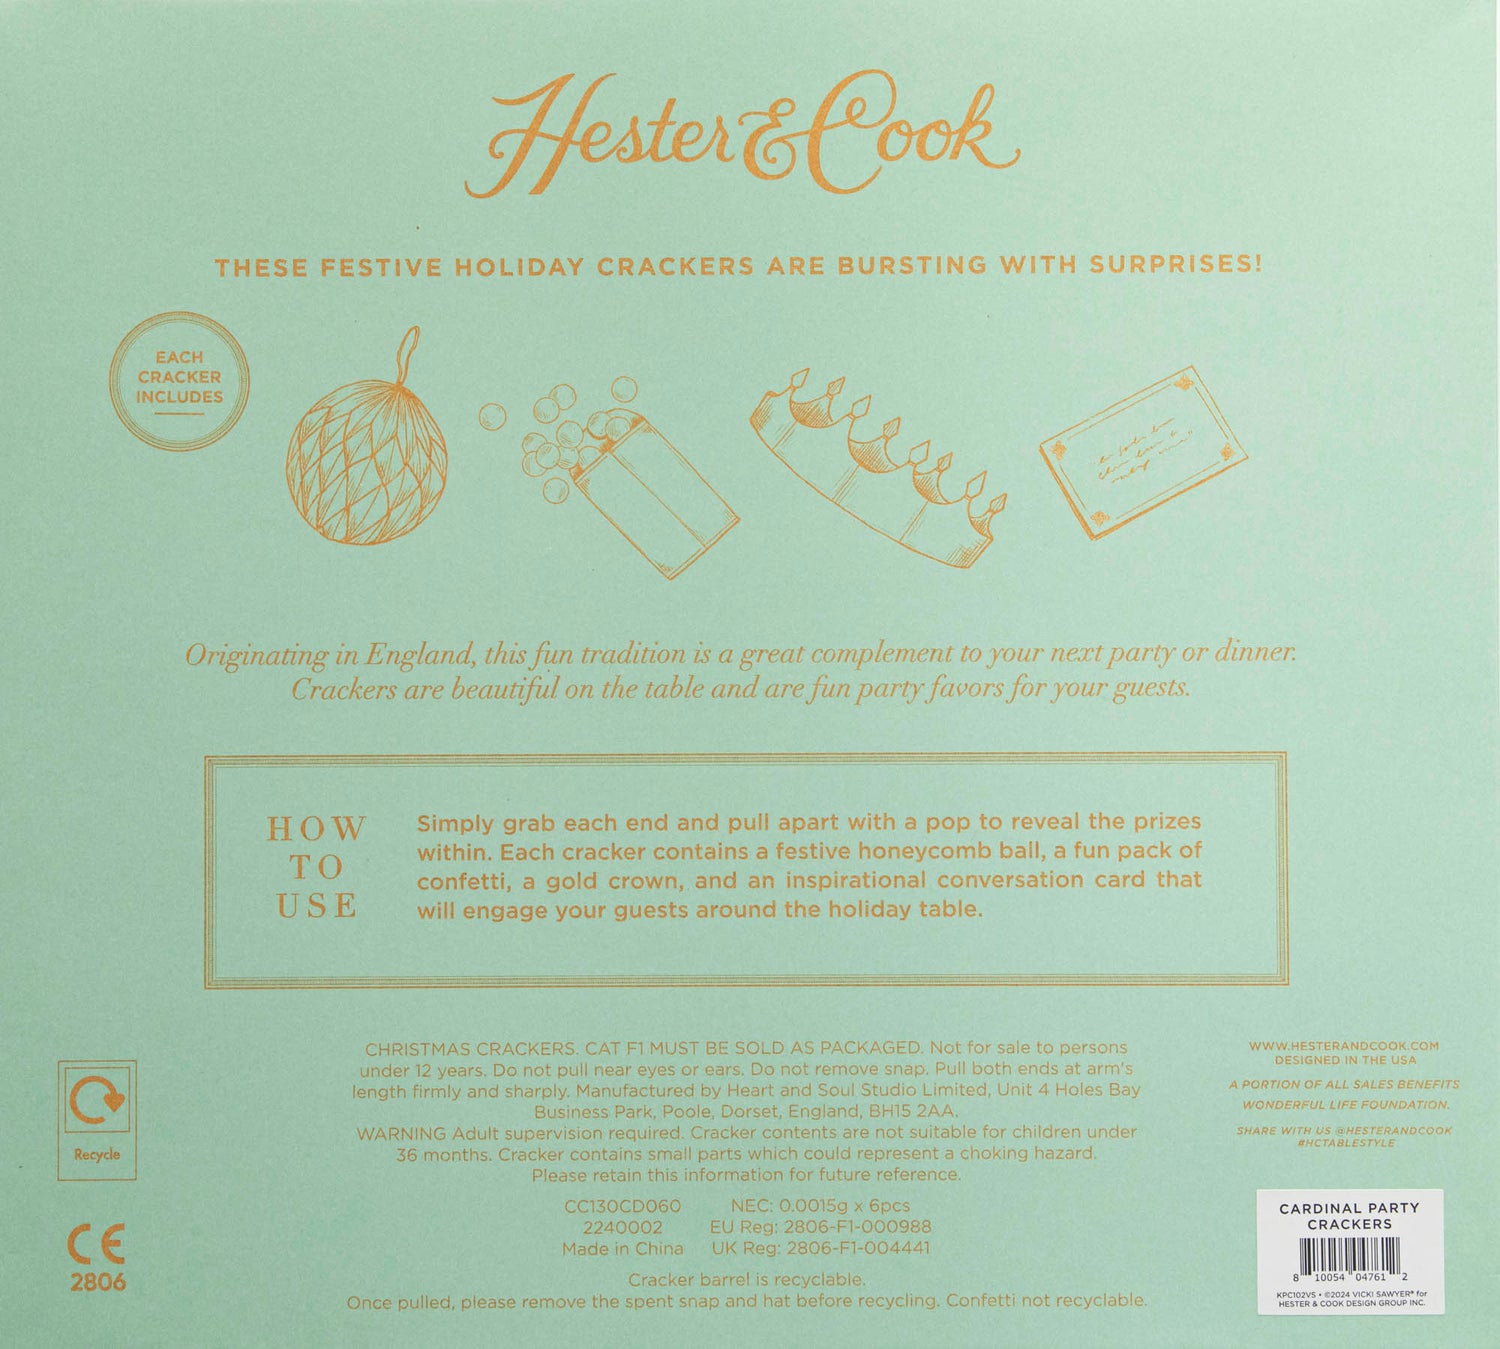 Hester & Cook
THESE FESTIVE HOLIDAY CRACKERS ARE BURSTING WITH SURPRISES!
EACH
CRACKER
INCLUDES
Originating in England, this fun tradition is a great complement to your next party or dinner.
Crackers are beautiful on the table and are fun party favors for your guests.
HOW
TO
USE
Simply grab each end and pull apart with a pop to reveal the prizes
within. Each cracker contains a festive honeycomb ball, a fun pack of
confetti, a gold crown, and an inspirational conversation card that
will engage your guests around the holiday table.
Recycle
CE
2806
CHRISTMAS CRACKERS. CAT F1 MUST BE SOLD AS PACKAGED. Not for sale to persons
under 12 years. Do not pull near eyes or ears. Do not remove snap. Pull both ends at arm's
length firmly and sharply. Manufactured by Heart and Soul Studio Limited, Unit 4 Holes Bay
Business Park, Poole, Dorset, England, BH15 2AA.
WARNING Adult supervision required. Cracker contents are not suitable for children under
36 months. Cracker contains small parts which could represent a choking hazard.
Please retain this information for future reference.
CC130CD060 NEC: 0.0015g x 6pcs
2240002 EU Reg: 2806-F1-000988
Made in China UK Reg: 2806-F1-004441
Cracker barrel is recyclable.
Once pulled, please remove the spent snap and hat before recycling. Confetti not recyclable.
WWW.HESTERANDCOOK.COM
DESIGNED IN THE USA
A PORTION OF ALL SALES BENEFITS
WONDERFUL LIFE FOUNDATION.
SHARE WITH US @HESTERANDCOOK
#HCTABLESTYLE
CARDINAL PARTY
CRACKERS
8 10054 04761 2
KPC102VS • ©2024 VICKI SAWYER® for
HESTER & COOK DESIGN GROUP INC.